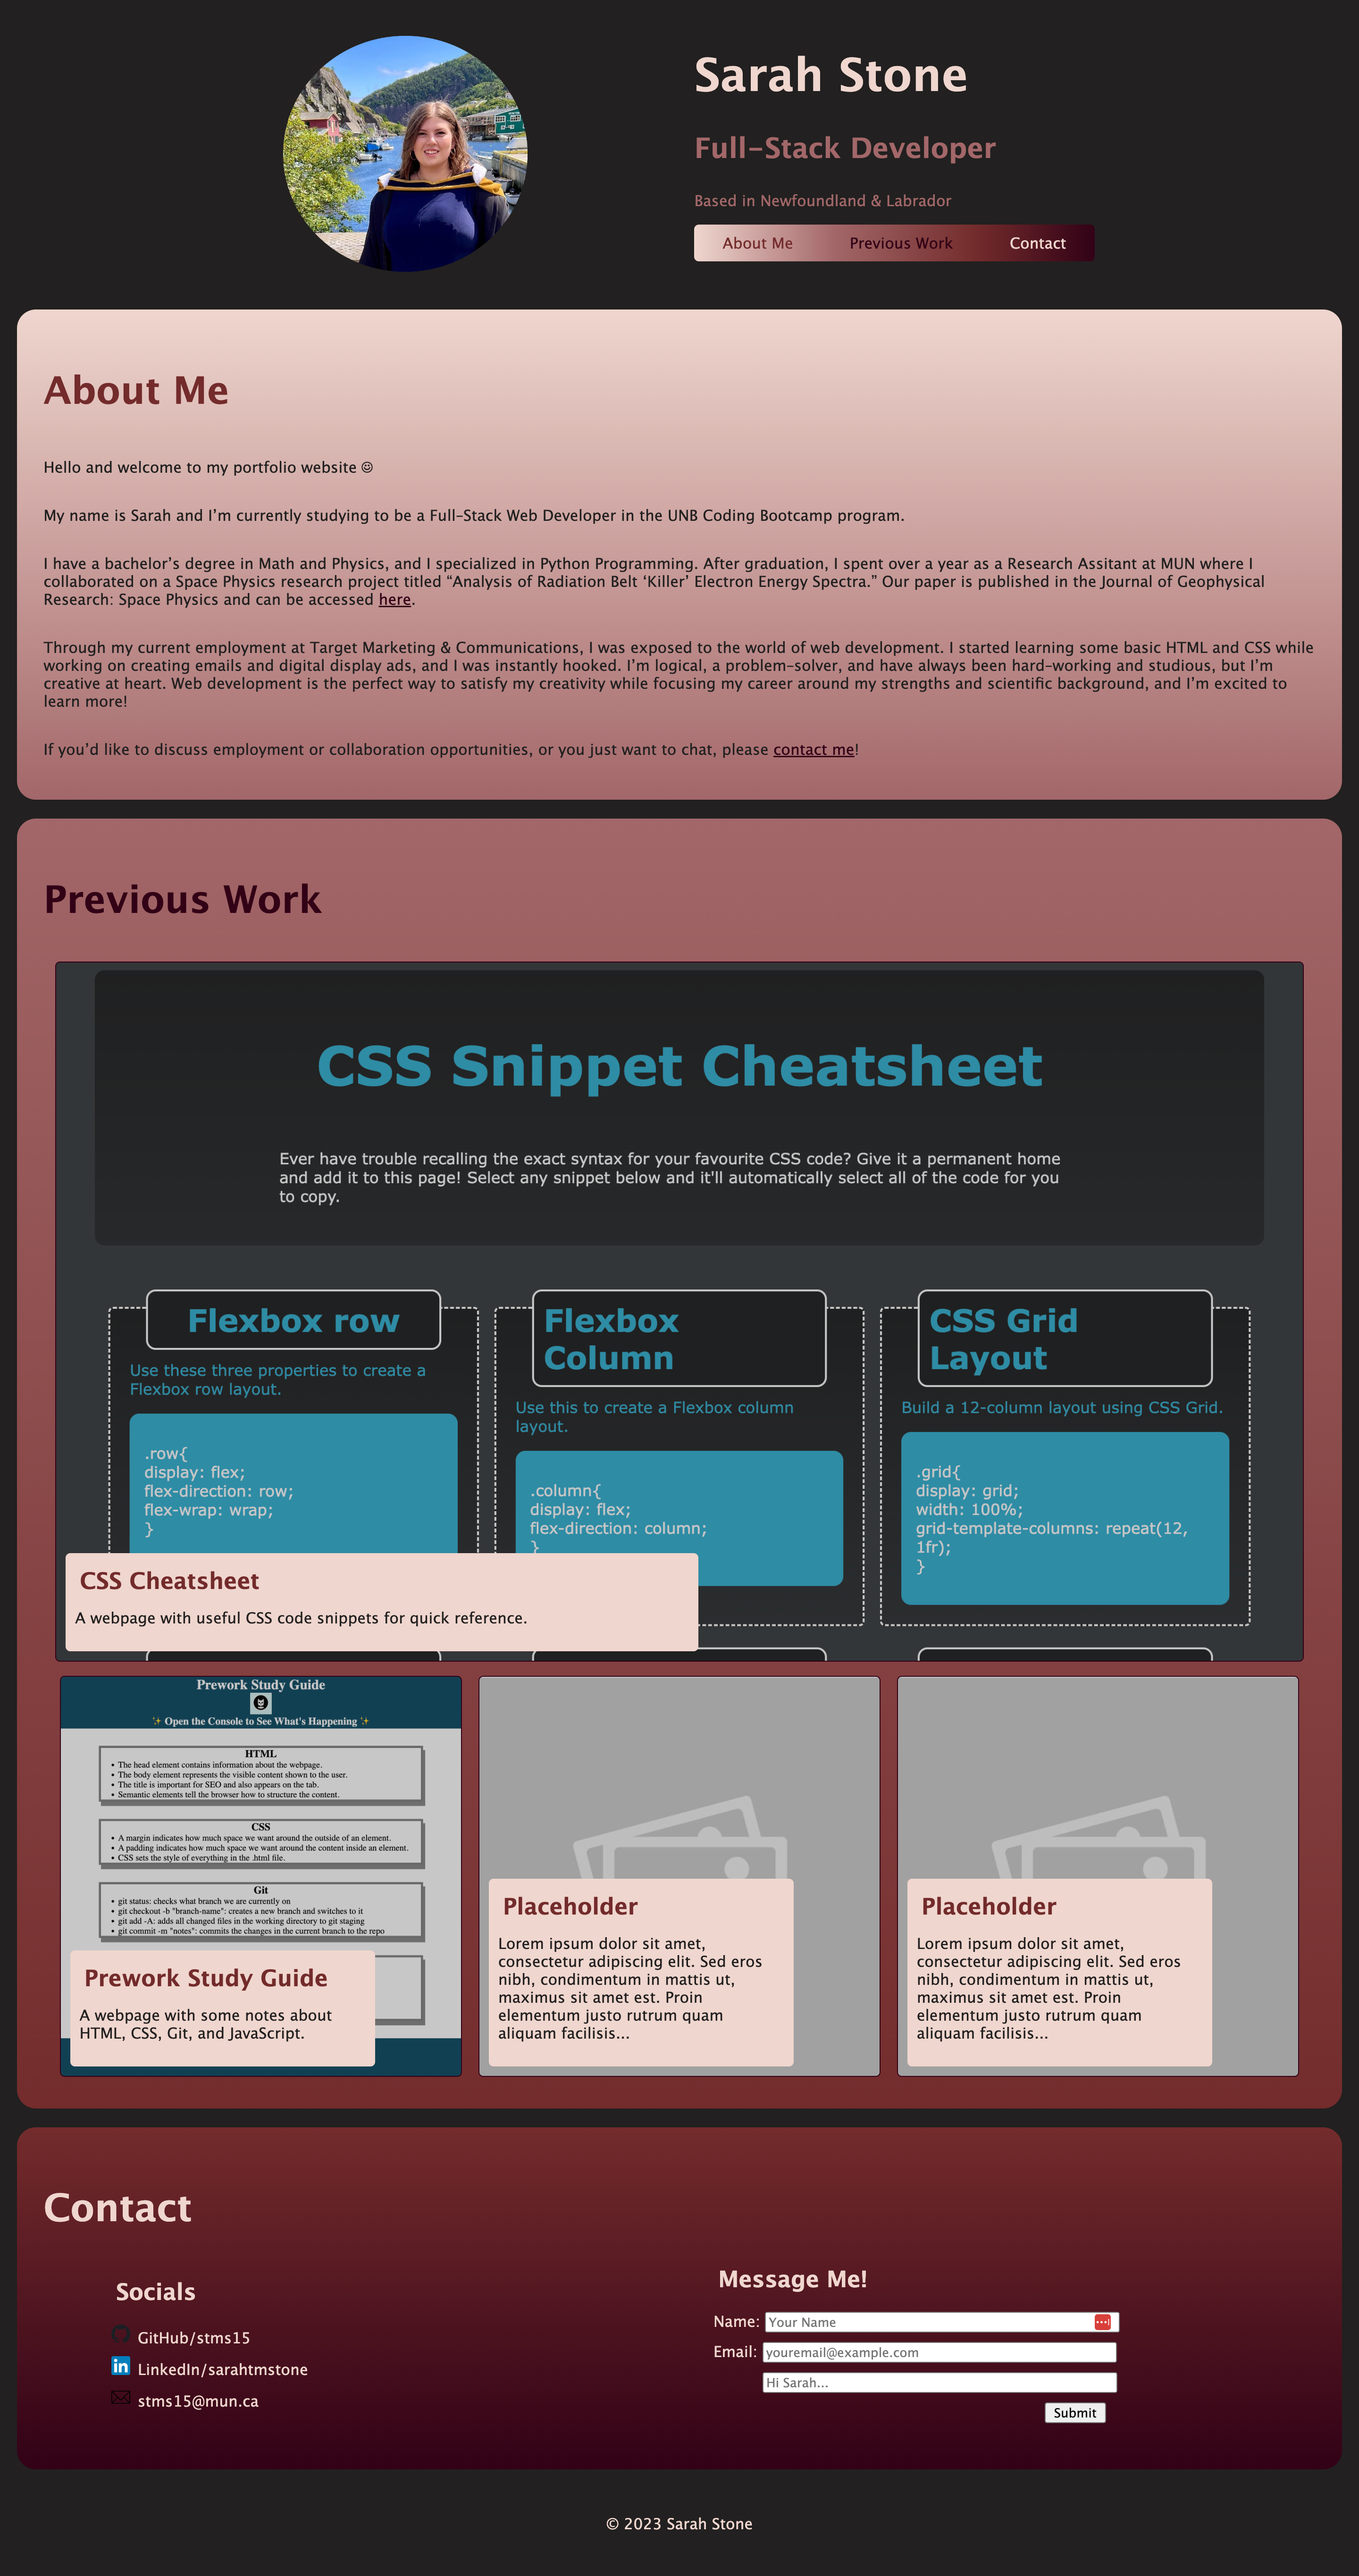 Sarah Stone
Full-Stack Developer
Based in Newfoundland & Labrador
About Me
Previous Work
Contact
About Me
Hello and welcome to my portfolio website ☺
My name is Sarah and I’m currently studying to be a Full-Stack Web Developer in the UNB Coding Bootcamp program.
I have a bachelor’s degree in Math and Physics, and I specialized in Python Programming. After graduation, I spent over a year as a Research Assitant at MUN where I
collaborated on a Space Physics research project titled “Analysis of Radiation Belt ‘Killer’ Electron Energy Spectra.” Our paper is published in the Journal of Geophysical
Research: Space Physics and can be accessed here.
Through my current employment at Target Marketing & Communications, I was exposed to the world of web development. I started learning some basic HTML and CSS while
working on creating emails and digital display ads, and I was instantly hooked. I’m logical, a problem-solver, and have always been hard-working and studious, but I’m
creative at heart. Web development is the perfect way to satisfy my creativity while focusing my career around my strengths and scientific background, and I’m excited to
learn more!
If you’d like to discuss employment or collaboration opportunities, or you just want to chat, please contact me!
Previous Work
CSS Snippet Cheatsheet
Ever have trouble recalling the exact syntax for your favourite CSS code? Give it a permanent home
and add it to this page! Select any snippet below and it'll automatically select all of the code for you
to copy.
Flexbox row
Use these three properties to create a
Flexbox row layout.
.row{
display: flex;
flex-direction: row;
flex-wrap: wrap;
}
Flexbox
Column
Use this to create a Flexbox column
layout.
.column{
display: flex;
flex-direction: column;
}
CSS Grid
Layout
Build a 12-column layout using CSS Grid.
.grid{
display: grid;
width: 100%;
grid-template-columns: repeat(12,
1fr);
}
CSS Cheatsheet
A webpage with useful CSS code snippets for quick reference.
Prework Study Guide
✨ Open the Console to See What's Happening ✨
HTML
• The head element contains information about the webpage.
• The body element represents the visible content shown to the user.
• The title is important for SEO and also appears on the tab.
• Semantic elements tell the browser how to structure the content.
CSS
• A margin indicates how much space we want around the outside of an element.
• A padding indicates how much space we want around the content inside an element.
• CSS sets the style of everything in the .html file.
Git
• git status: checks what branch we are currently on
• git checkout -b "branch-name": creates a new branch and switches to it
• git add -A: adds all changed files in the working directory to git staging
• git commit -m "notes": commits the changes in the current branch to the repo
Prework Study Guide
A webpage with some notes about
HTML, CSS, Git, and JavaScript.
Placeholder
Lorem ipsum dolor sit amet,
consectetur adipiscing elit. Sed eros
nibh, condimentum in mattis ut,
maximus sit amet est. Proin
elementum justo rutrum quam
aliquam facilisis...
Placeholder
Lorem ipsum dolor sit amet,
consectetur adipiscing elit. Sed eros
nibh, condimentum in mattis ut,
maximus sit amet est. Proin
elementum justo rutrum quam
aliquam facilisis...
Contact
Socials
GitHub/stms15
in LinkedIn/sarahtmstone
stms15@mun.ca
Message Me!
Name: Your Name
Email: youremail@example.com
Hi Sarah...
Submit
© 2023 Sarah Stone